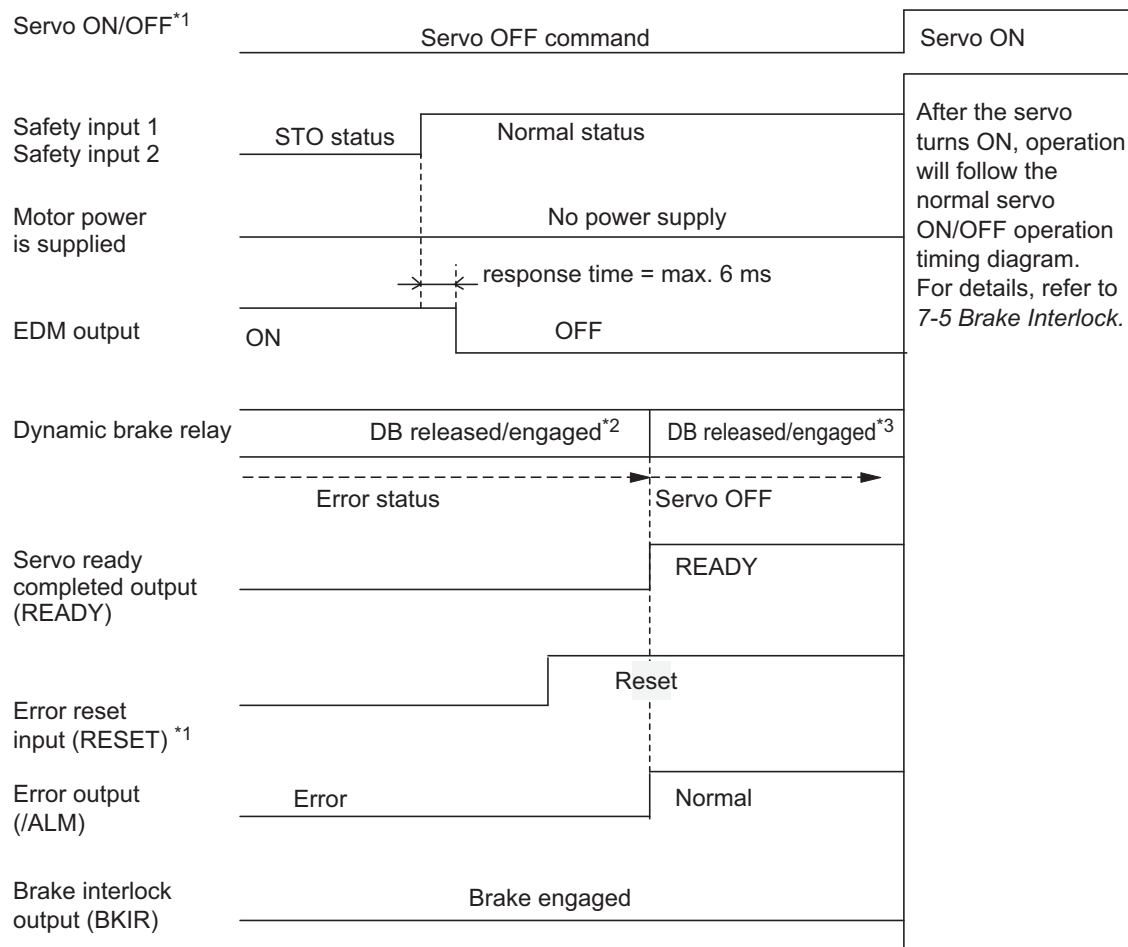 Servo ON/OFF*1
Servo OFF command
Servo ON
Safety input 1
Safety input 2
STO status
Normal status
After the servo
turns ON, operation
will follow the
normal servo
ON/OFF operation
timing diagram.
For details, refer to
7-5 Brake Interlock.
Motor power
is supplied
No power supply
response time = max. 6 ms
EDM output
ON
OFF
Dynamic brake relay
DB released/engaged*2
DB released/engaged*3
Error status
Servo OFF
Servo ready
completed output
(READY)
READY
Reset
Error reset
input (RESET) *1
Error output
(/ALM)
Error
Normal
Brake interlock
output (BKIR)
Brake engaged